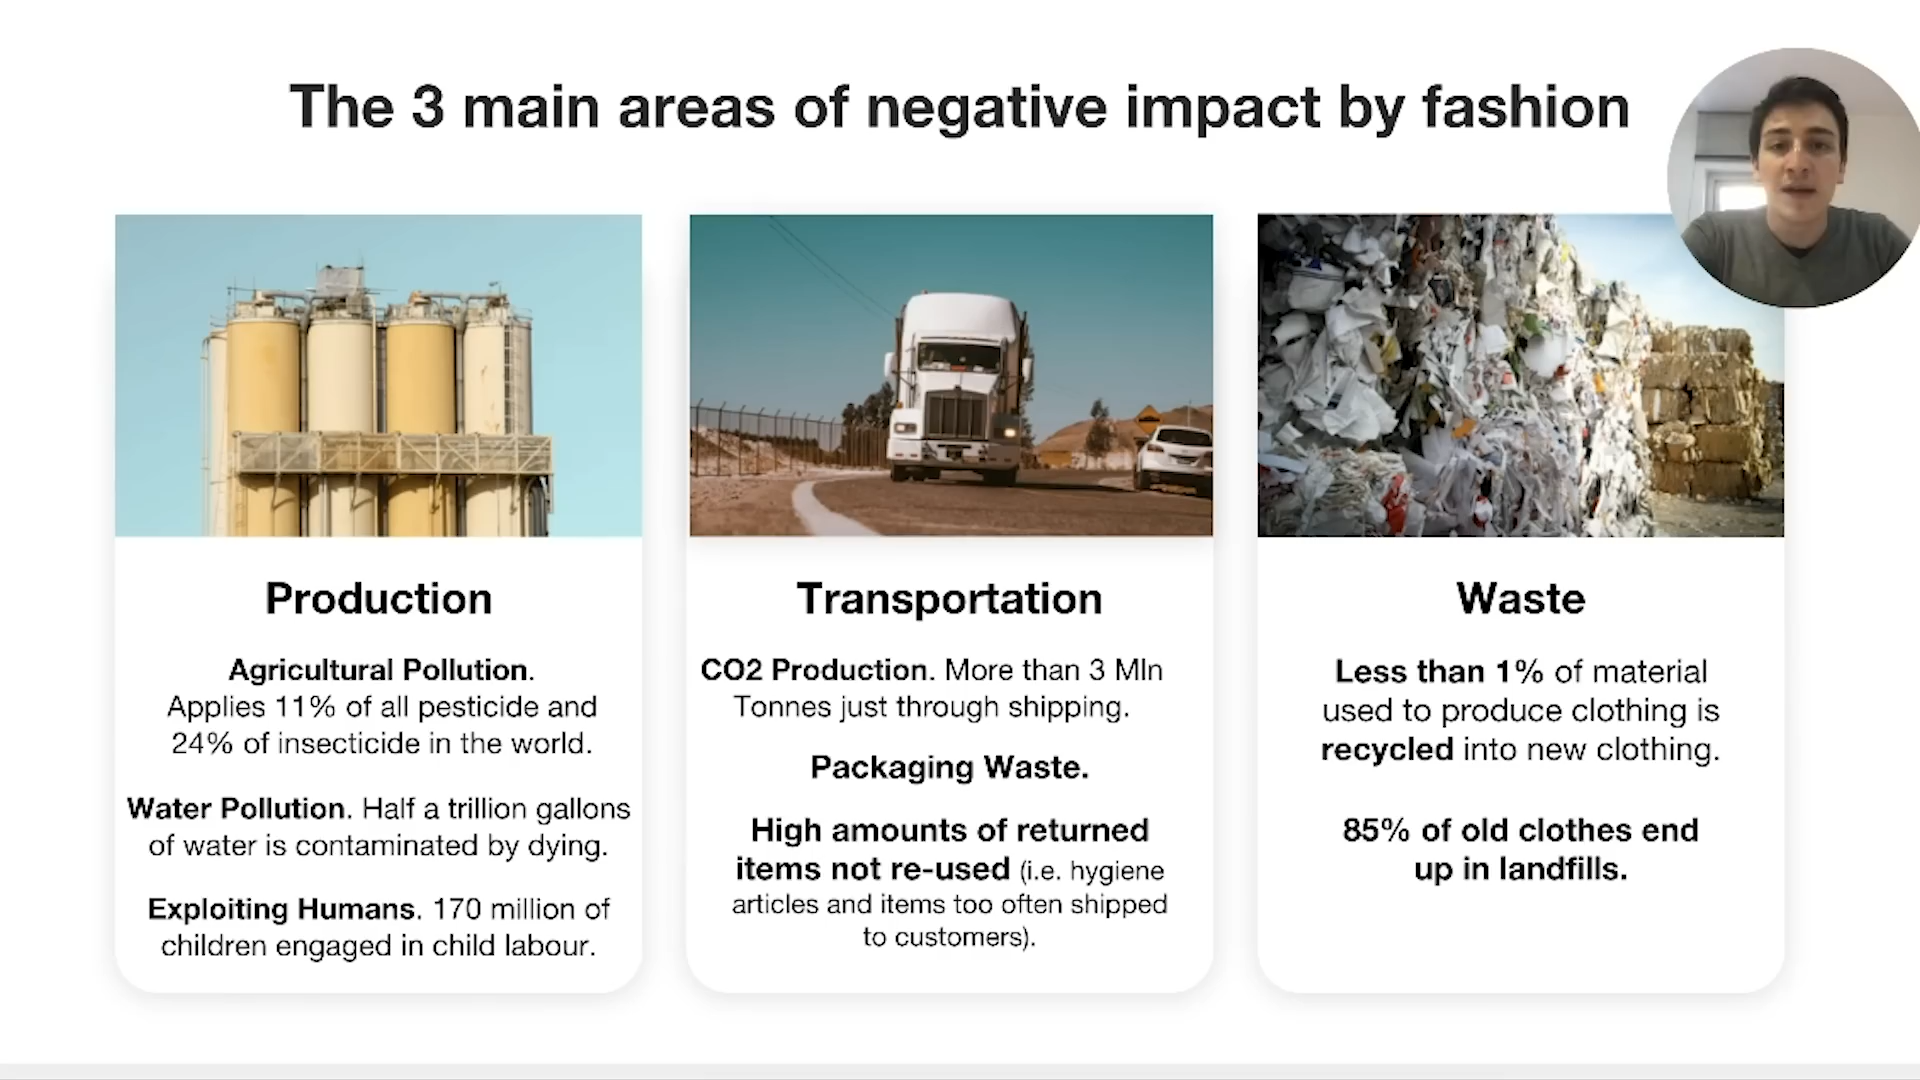 The 3 main areas of negative impact by fashion
Production
Agricultural Pollution.
Applies 11% of all pesticide and
24% of insecticide in the world.
Water Pollution. Half a trillion gallons
of water is contaminated by dying.
Exploiting Humans. 170 million of
children engaged in child labour.
Transportation
CO2 Production. More than 3 Mln
Tonnes just through shipping.
Packaging Waste.
High amounts of returned
items not re-used (i.e. hygiene
articles and items too often shipped
to customers).
Waste
Less than 1% of material
used to produce clothing is
recycled into new clothing.
85% of old clothes end
up in landfills.